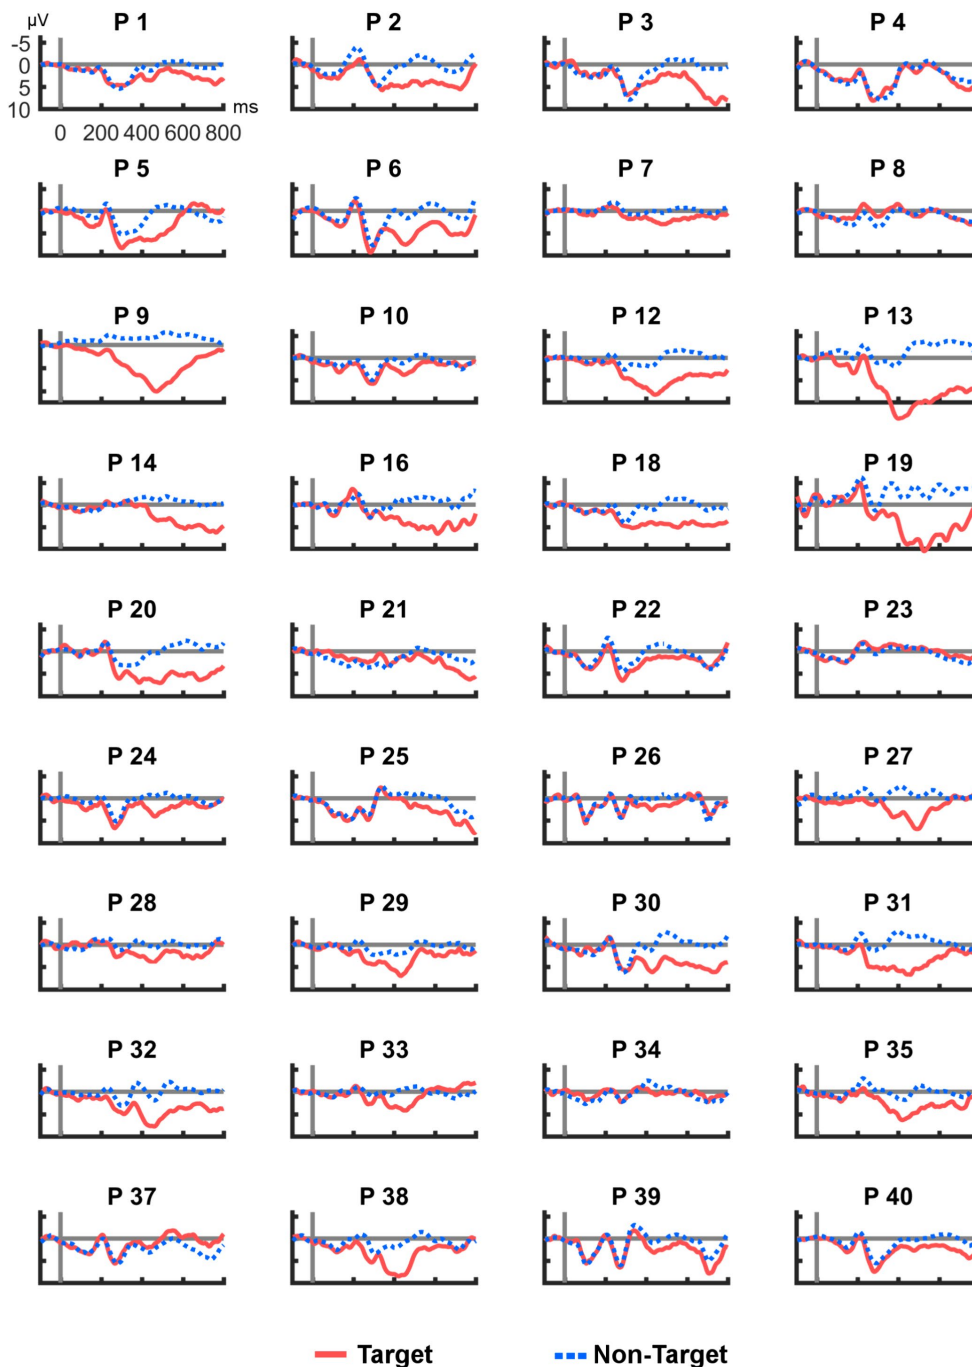 μV
P 1
P 2
P 3
P 4
-5
0
5
10
ms
0 200 400 600 800
P 5
P 6
P 7
P 8
P 9
P 10
P 12
P 13
P 14
P 16
P 18
P 19
P 20
P 21
P 22
P 23
P 24
P 25
P 26
P 27
P 28
P 29
P 30
P 31
P 32
P 33
P 34
P 35
P 37
P 38
P 39
P 40
Target
Non-Target